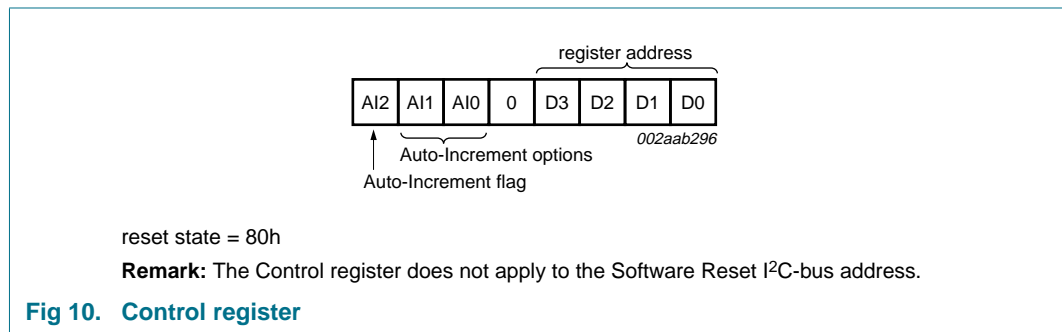 register address
AI2 AI1 AI0 0 D3 D2 D1 D0
002aab296
Auto-Increment options
Auto-Increment flag
reset state = 80h
Remark: The Control register does not apply to the Software Reset I²C-bus address.
Fig 10. Control register